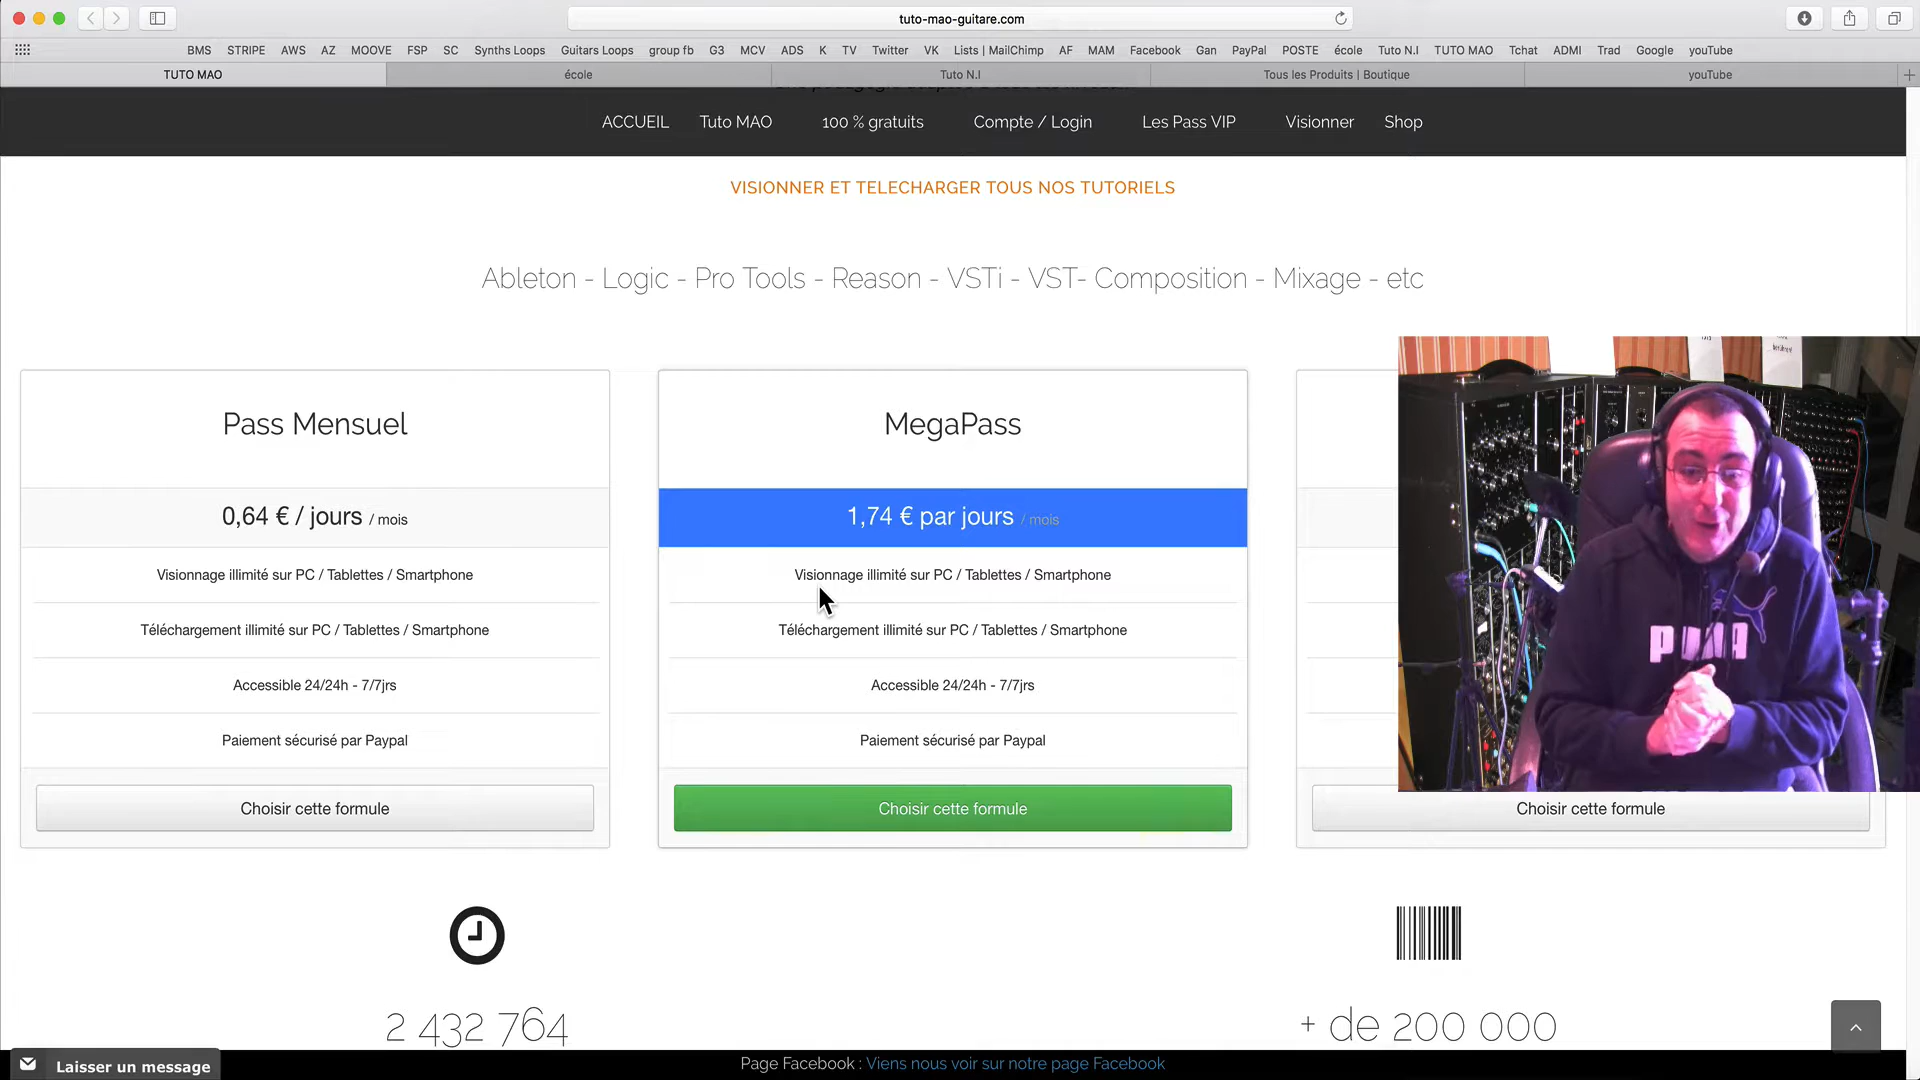 tuto-mao-guitare.com
BMS STRIPE AWS AZ MOOVE FSP SC Synths Loops Guitars Loops group fb G3 MCV ADS K TV Twitter VK Lists | MailChimp AF MAM Facebook Gan PayPal POSTE école Tuto N.I TUTO MAO Tchat ADMI Trad Google youTube
TUTO MAO école Tuto N.I Tous les Produits | Boutique youTube
ACCUEIL Tuto MAO 100 % gratuits Compte / Login Les Pass VIP Visionner Shop
VISIONNER ET TELECHARGER TOUS NOS TUTORIELS
Ableton - Logic - Pro Tools - Reason - VSTi - VST- Composition - Mixage - etc
Pass Mensuel
0,64 € / jours / mois
Visionnage illimité sur PC / Tablettes / Smartphone
Téléchargement illimité sur PC / Tablettes / Smartphone
Accessible 24/24h - 7/7jrs
Paiement sécurisé par Paypal
Choisir cette formule
MegaPass
1,74 € par jours / mois
Visionnage illimité sur PC / Tablettes / Smartphone
Téléchargement illimité sur PC / Tablettes / Smartphone
Accessible 24/24h - 7/7jrs
Paiement sécurisé par Paypal
Choisir cette formule
PUMA
Choisir cette formule
2 432 764
+ de 200 000
Laisser un message
Page Facebook : Viens nous voir sur notre page Facebook